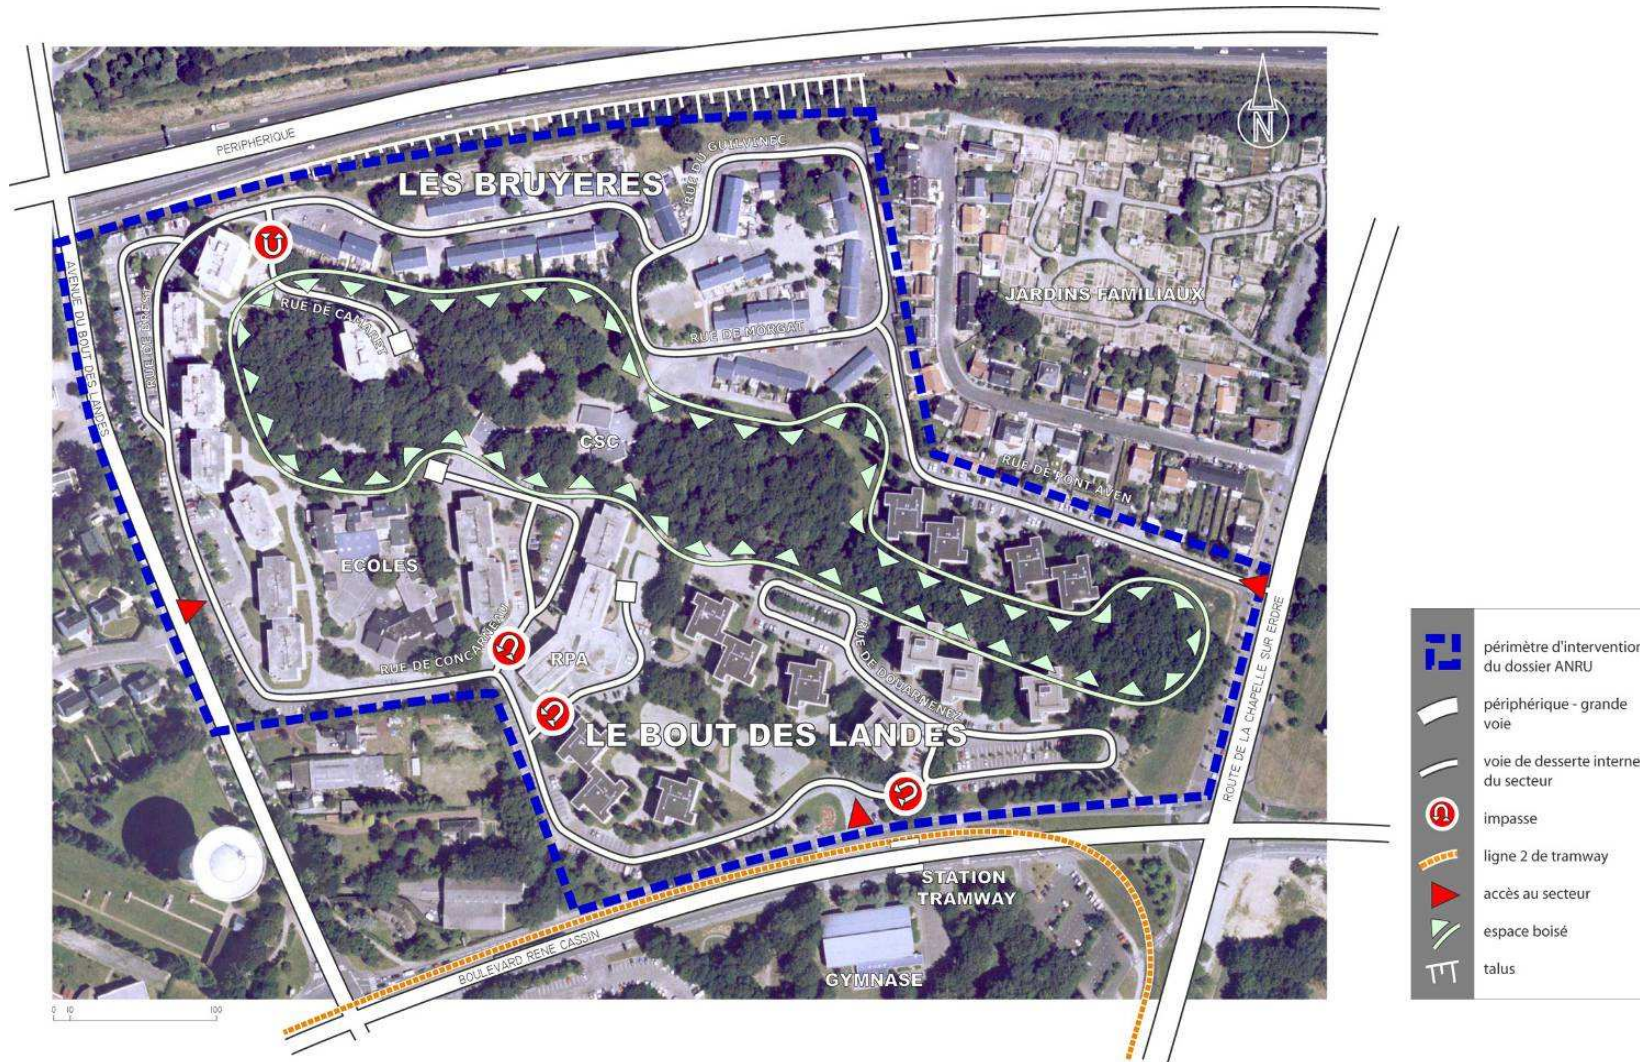 PERIPHERIQUE
N
LES BRUYERES
RUE DU GUILVINEC
AVENUE DU BOUT DES LANDES
RUE DE BREST
RUE DE CAMARET
RUE DE MORGAT
JARDINS FAMILIAUX
CSC
RUE DE PONT AVEN
ECOLES
RUE DE CONCARNEAU
RPA
RUE DE DOUARNENEZ
LE BOUT DES LANDES
ROUTE DE LA CHAPELLE SUR ERDRE
STATION
TRAMWAY
BOULEVARD RENE CASSIN
GYMNASE
0 10 100
périmètre d'intervention
du dossier ANRU
périphérique - grande
voie
voie de desserte interne
du secteur
impasse
ligne 2 de tramway
accès au secteur
espace boisé
talus